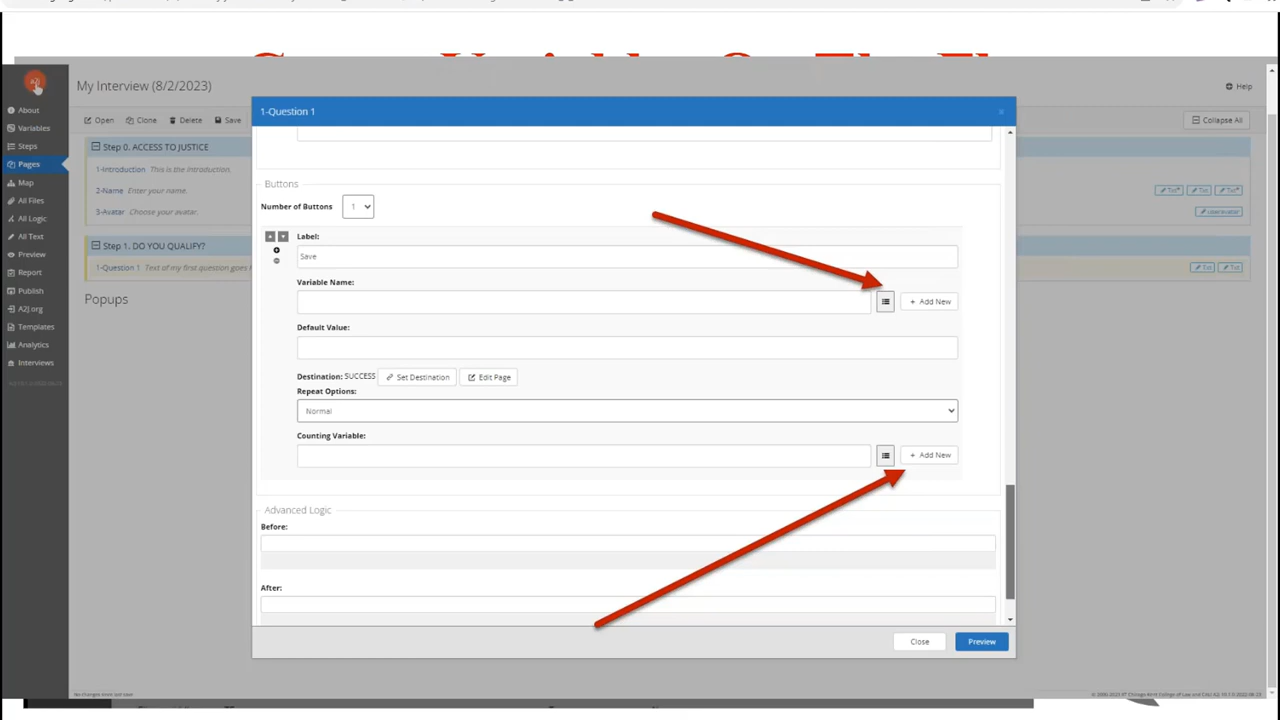 My Interview (8/2/2023)
Help
Open Clone Delete Save
Collapse All
About
Variables
Steps
Pages
Map
All Files
All Logic
All Text
Preview
Report
Publish
A2J.org
Templates
Analytics
Interviews
Step 0. ACCESS TO JUSTICE
1-Introduction This is the introduction.
2-Name Enter your name.
3-Avatar Choose your avatar.
Step 1. DO YOU QUALIFY?
1-Question 1 Text of my first question goes
Popups
1-Question 1
Buttons
Number of Buttons 1
Label:
Save
Variable Name:
+ Add New
Default Value:
Destination: SUCCESS Set Destination Edit Page
Repeat Options:
Normal
Counting Variable:
+ Add New
Advanced Logic
Before:
After:
Close Preview